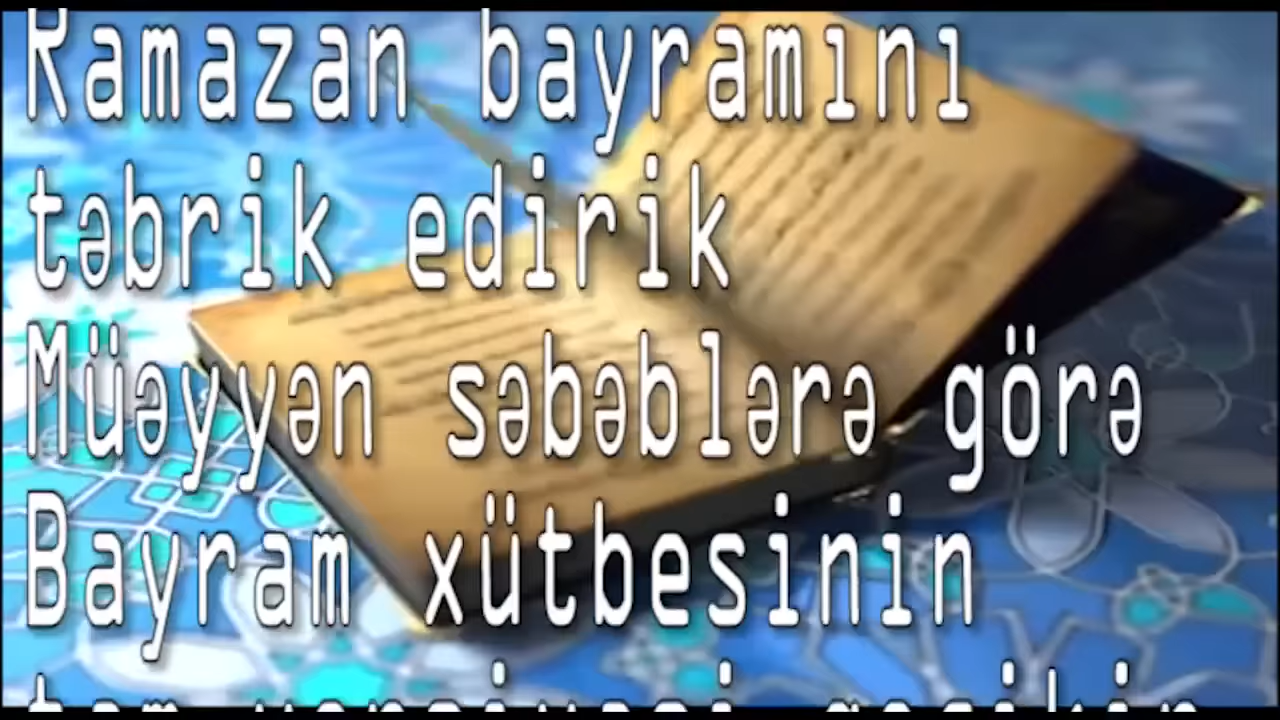 Ramazan bayramını
təbrik edirik
Müəyyən səbəblərə görə
Bayram xütbesinin